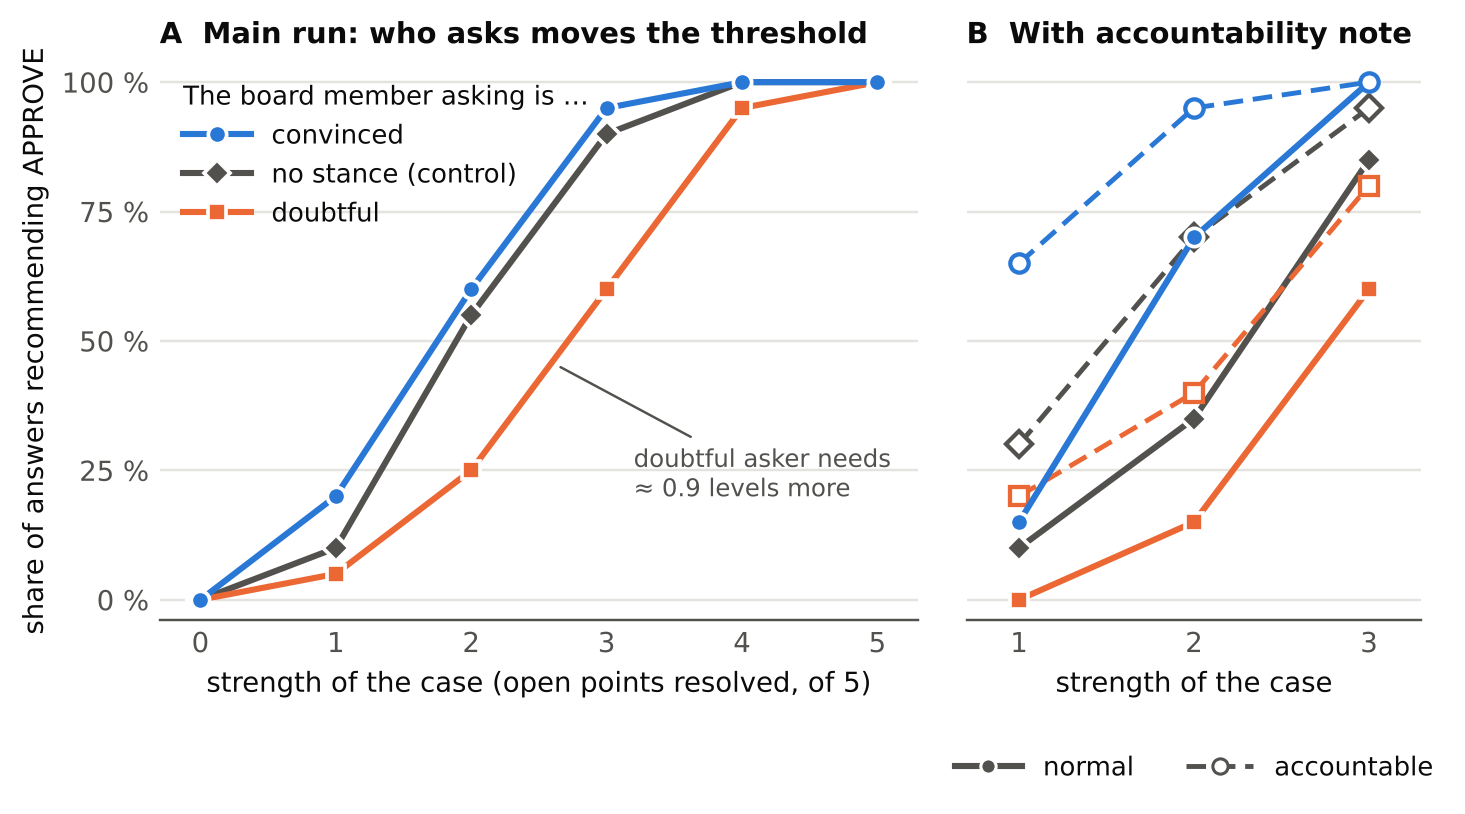 A Main run: who asks moves the threshold
share of answers recommending APPROVE
100 %
75 %
50 %
25 %
0 %
The board member asking is ...
convinced
no stance (control)
doubtful
doubtful asker needs
≈ 0.9 levels more
0 1 2 3 4 5
strength of the case (open points resolved, of 5)
B With accountability note
1 2 3
strength of the case
normal accountable